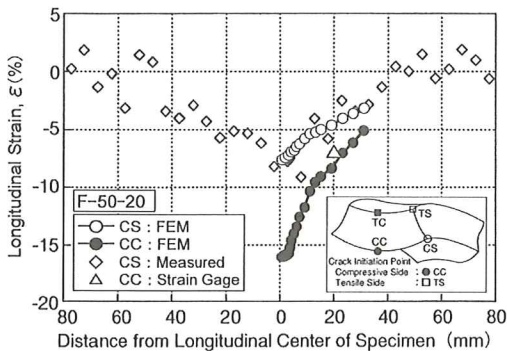 Longitudinal Strain, ε(%)
5
0
-5
-10
-15
-20
F-50-20
CS : FEM
CC : FEM
CS : Measured
CC : Strain Gage
TC
TS
CC
CS
Crack Initiation Point
Compressive Side : CC
Tensile Side : TS
80 60 40 20 0 20 40 60 80
Distance from Longitudinal Center of Specimen (mm)